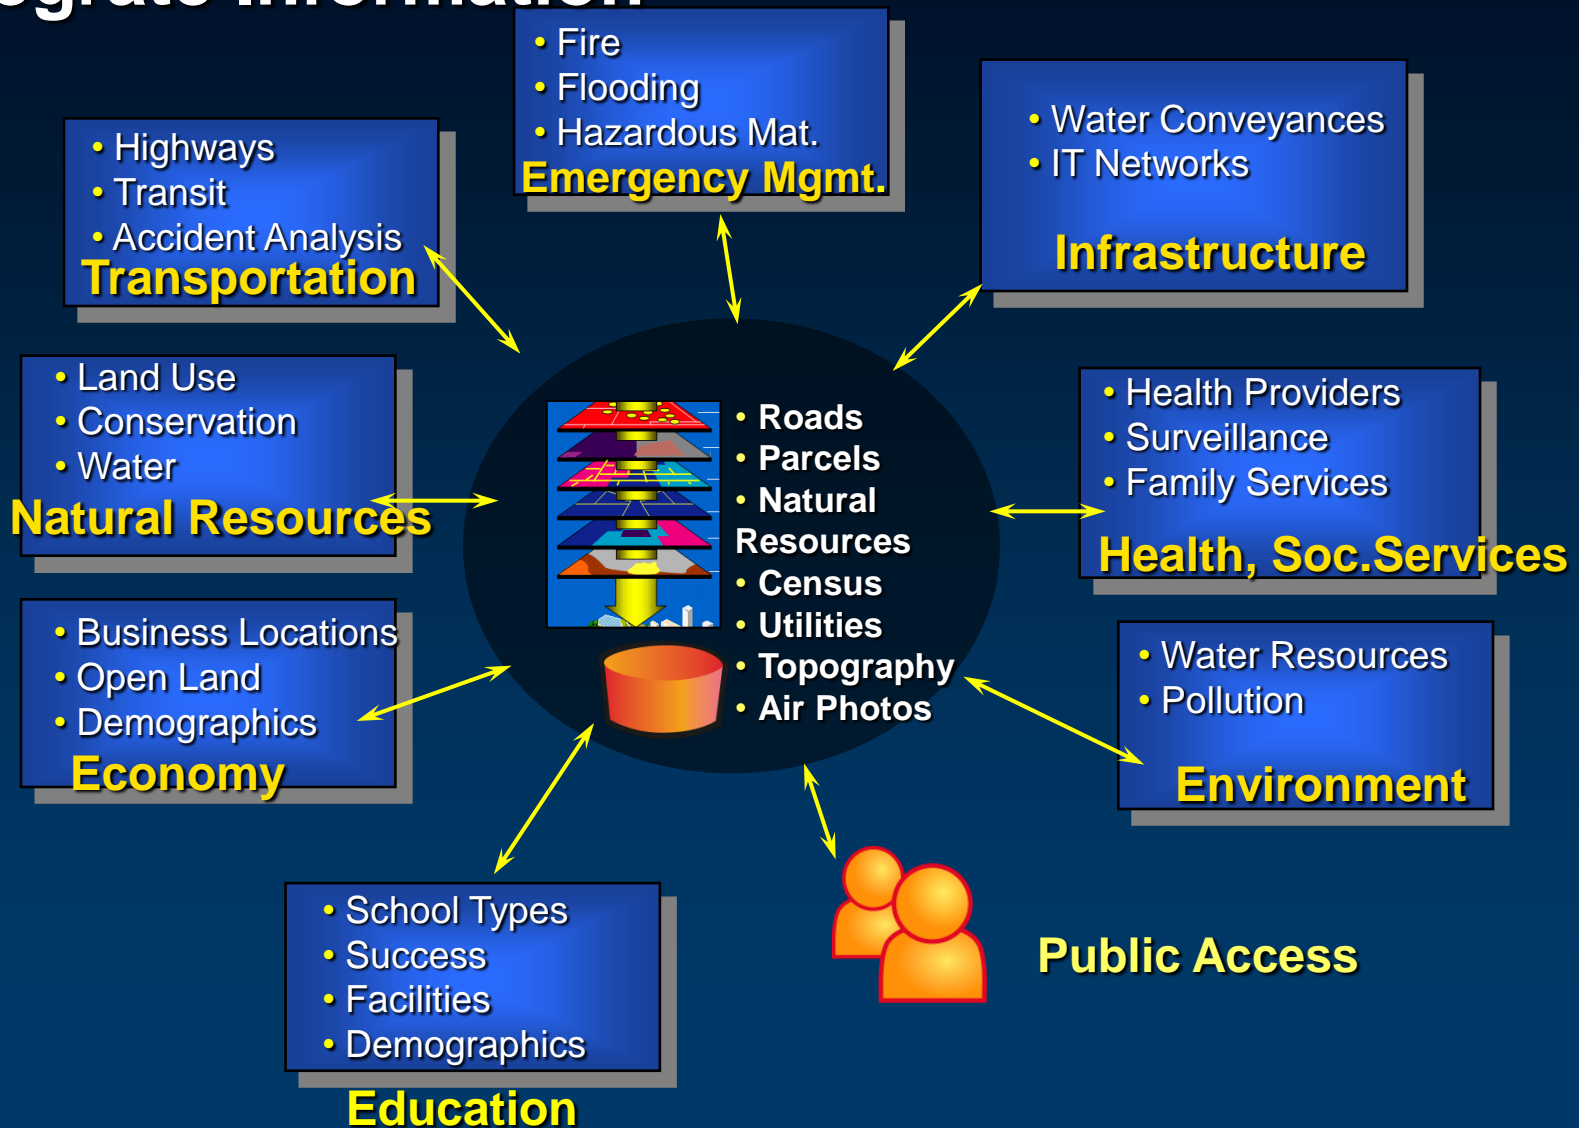 Information
• Fire
• Flooding
• Hazardous Mat.
Emergency Mgmt.
• Highways
• Transit
• Accident Analysis
Transportation
• Water Conveyances
• IT Networks
Infrastructure
• Land Use
• Conservation
• Water
Natural Resources
• Roads
• Parcels
• Natural
Resources
• Census
• Utilities
• Topography
• Air Photos
• Health Providers
• Surveillance
• Family Services
Health, Soc.Services
• Business Locations
• Open Land
• Demographics
Economy
• Water Resources
• Pollution
Environment
• School Types
• Success
• Facilities
• Demographics
Education
Public Access